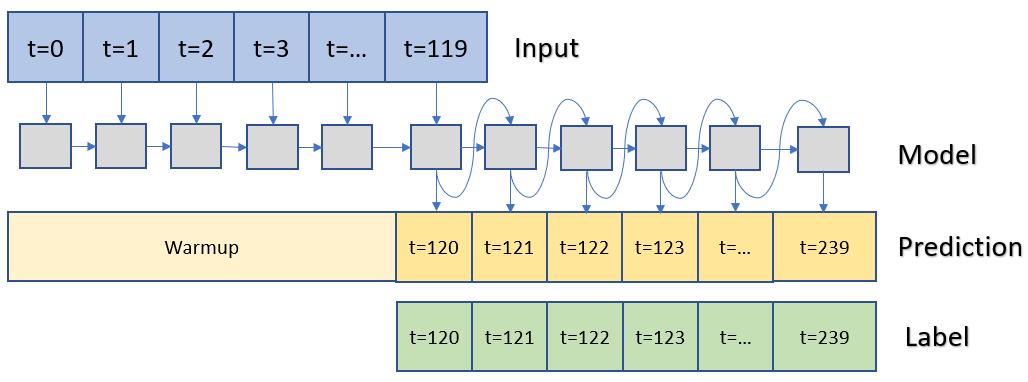 t=0 t=1 t=2 t=3 t=... t=119 Input
Model
Warmup t=120 t=121 t=122 t=123 t=... t=239 Prediction
t=120 t=121 t=122 t=123 t=... t=239 Label